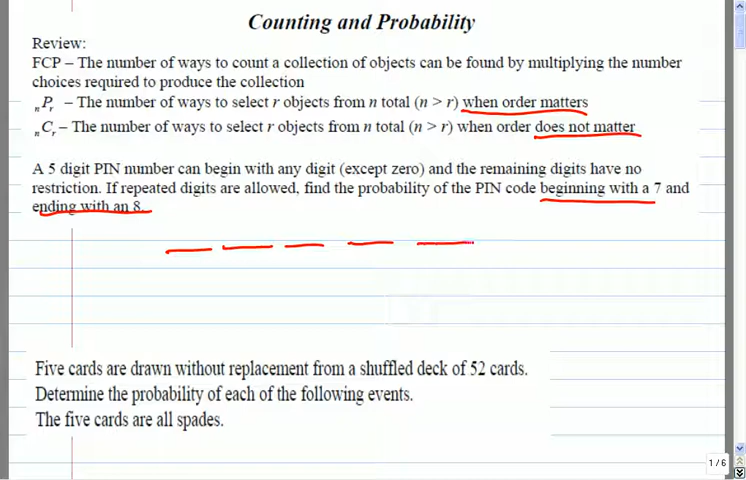 Counting and Probability
Review:
FCP – The number of ways to count a collection of objects can be found by multiplying the number
choices required to produce the collection
nPr – The number of ways to select r objects from n total (n > r) when order matters
nCr – The number of ways to select r objects from n total (n > r) when order does not matter
A 5 digit PIN number can begin with any digit (except zero) and the remaining digits have no
restriction. If repeated digits are allowed, find the probability of the PIN code beginning with a 7 and
ending with an 8.
Five cards are drawn without replacement from a shuffled deck of 52 cards.
Determine the probability of each of the following events.
The five cards are all spades.
1/6